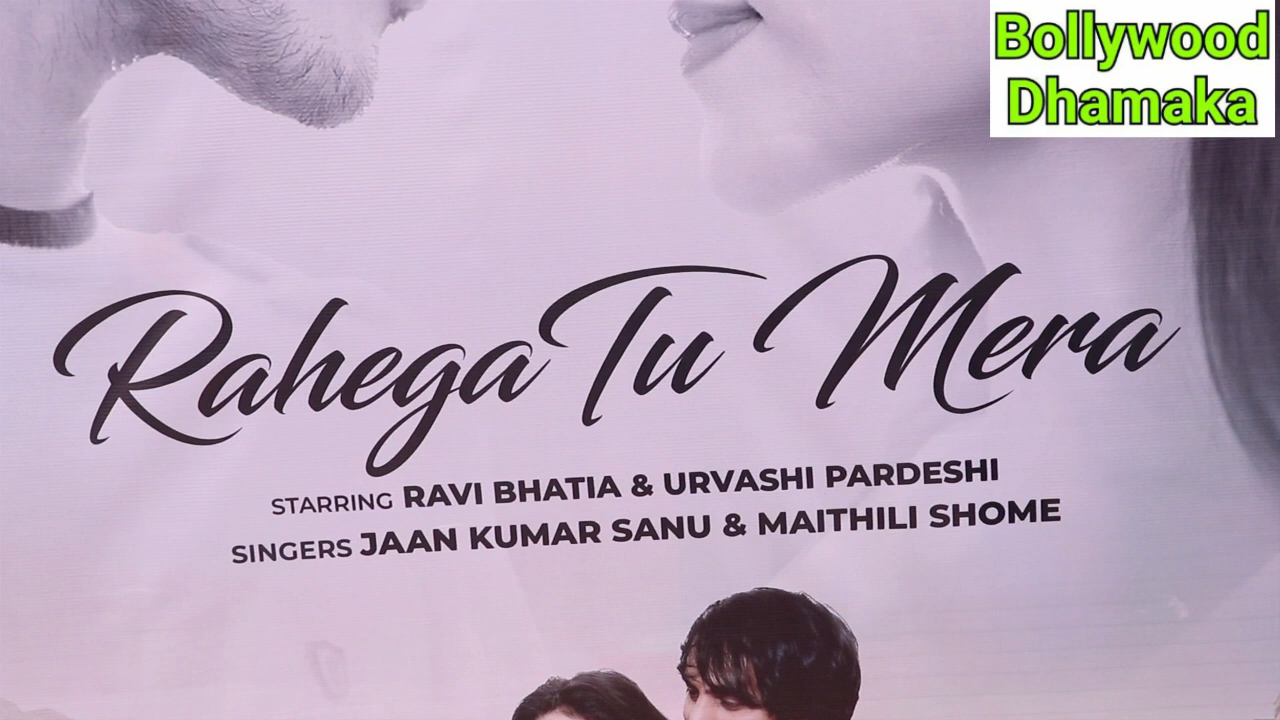 Bollywood
Dhamaka
Rahega Tu Mera
STARRING RAVI BHATIA & URVASHI PARDESHI
SINGERS JAAN KUMAR SANU & MAITHILI SHOME